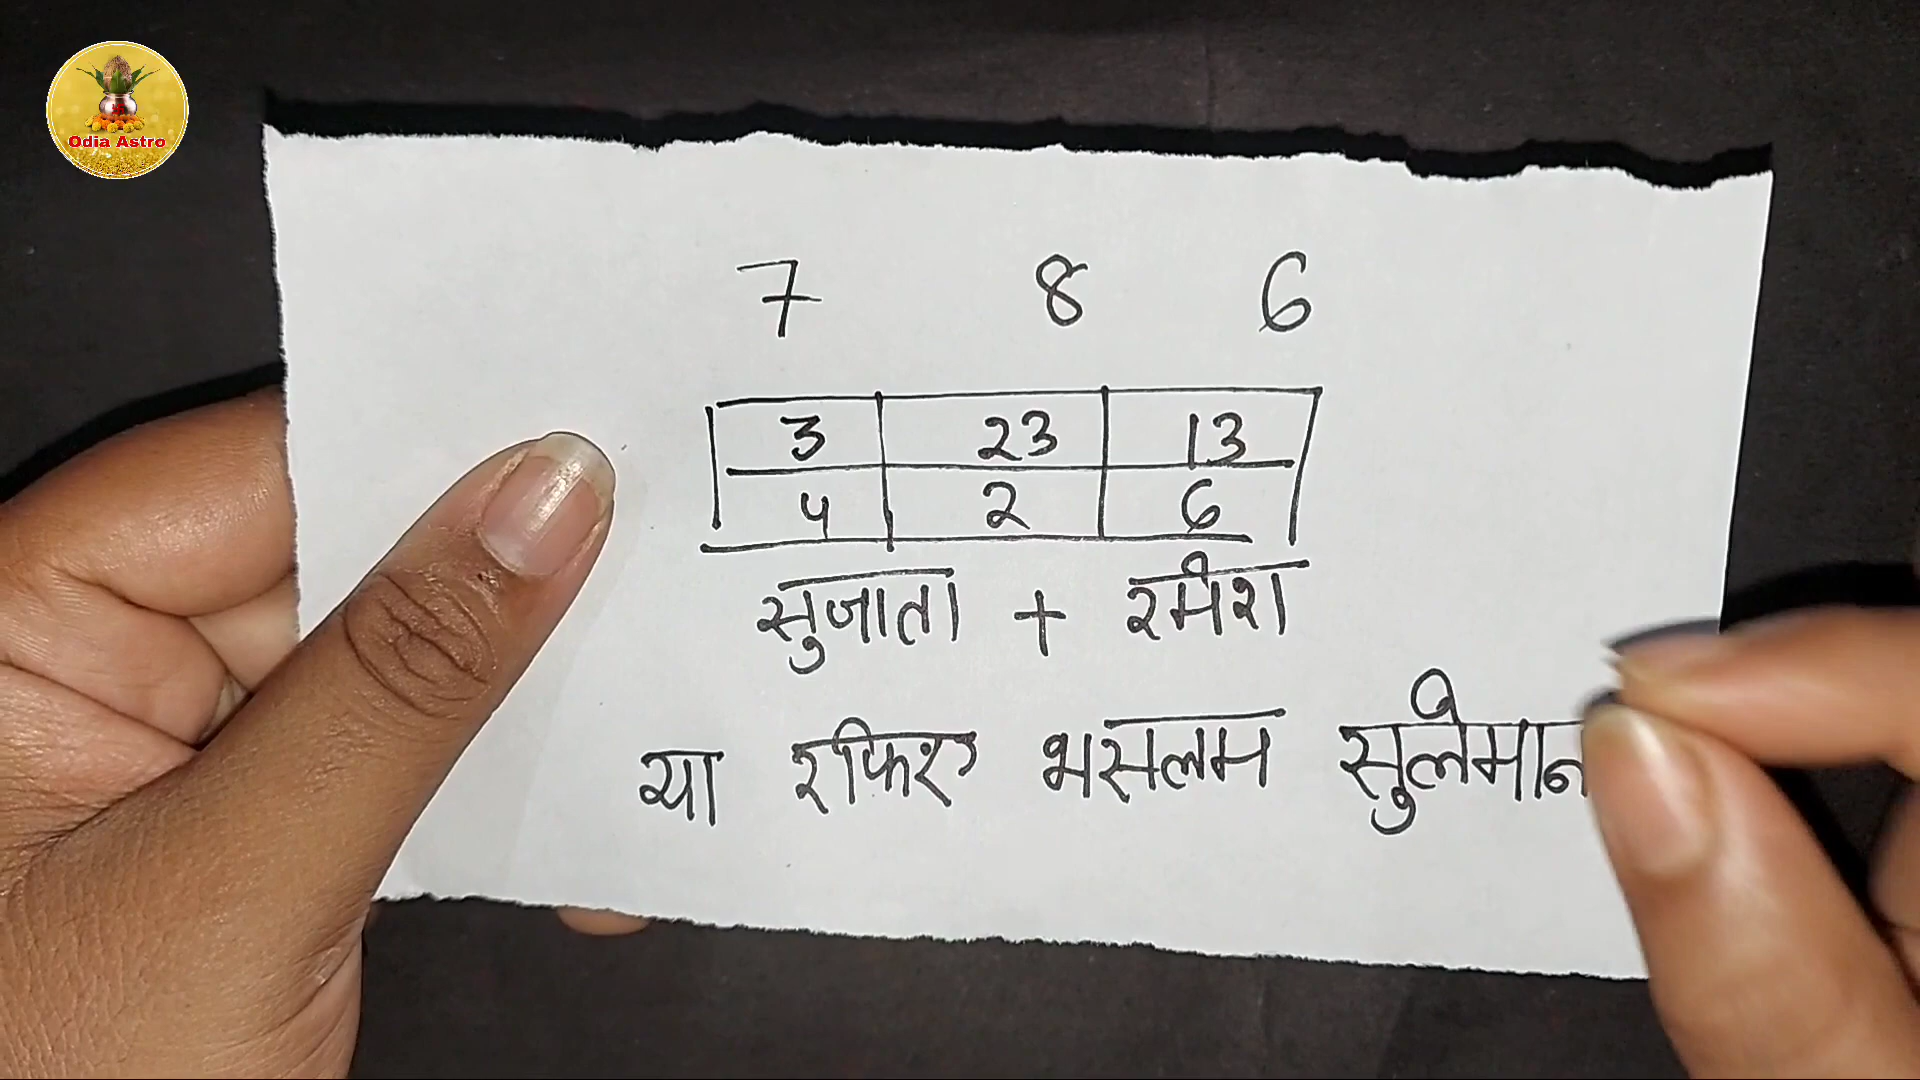 Odia Astro
7 8 6
3 23 13
4 2 6
सुजाता + रमेश
या रफिए भसलम सुलेमान